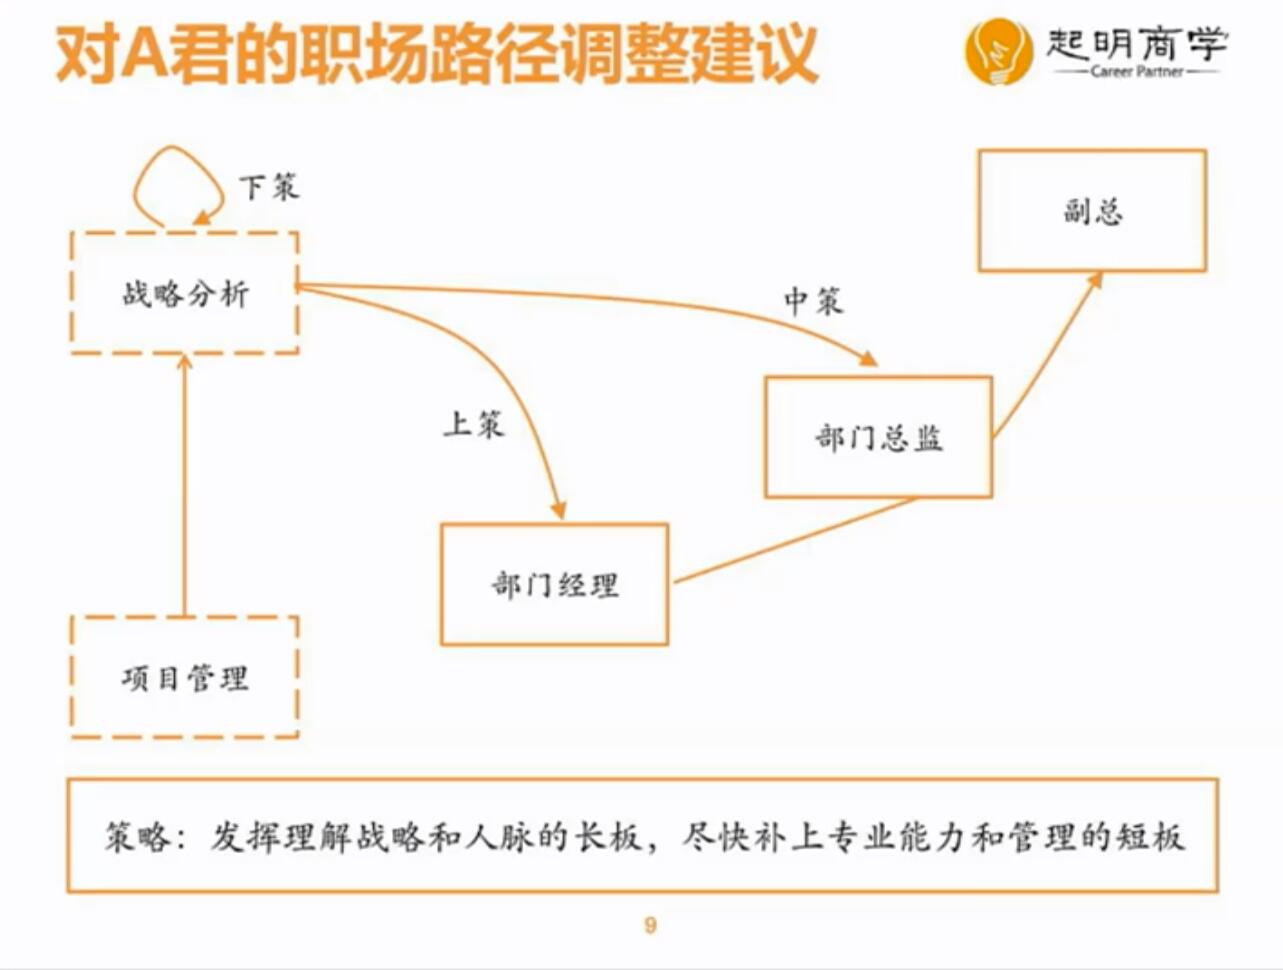 对A君的职场路径调整建议
起明商学
Career Partner
下策
副总
战略分析
中策
上策
部门总监
部门经理
项目管理
策略：发挥理解战略和人脉的长板，尽快补上专业能力和管理的短板
9